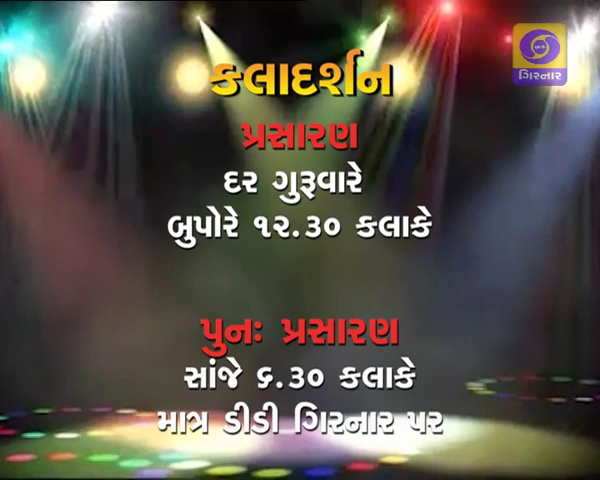 ગિરનાર
કલાદર્શન
પ્રસારણ
દર ગુરૂવારે
બુપોરે ૧૨.૩૦ કલાકે
પુનઃ પ્રસારણ
સાંજે ૬.૩૦ કલાકે
માત્ર ડીડી ગિરનાર પર